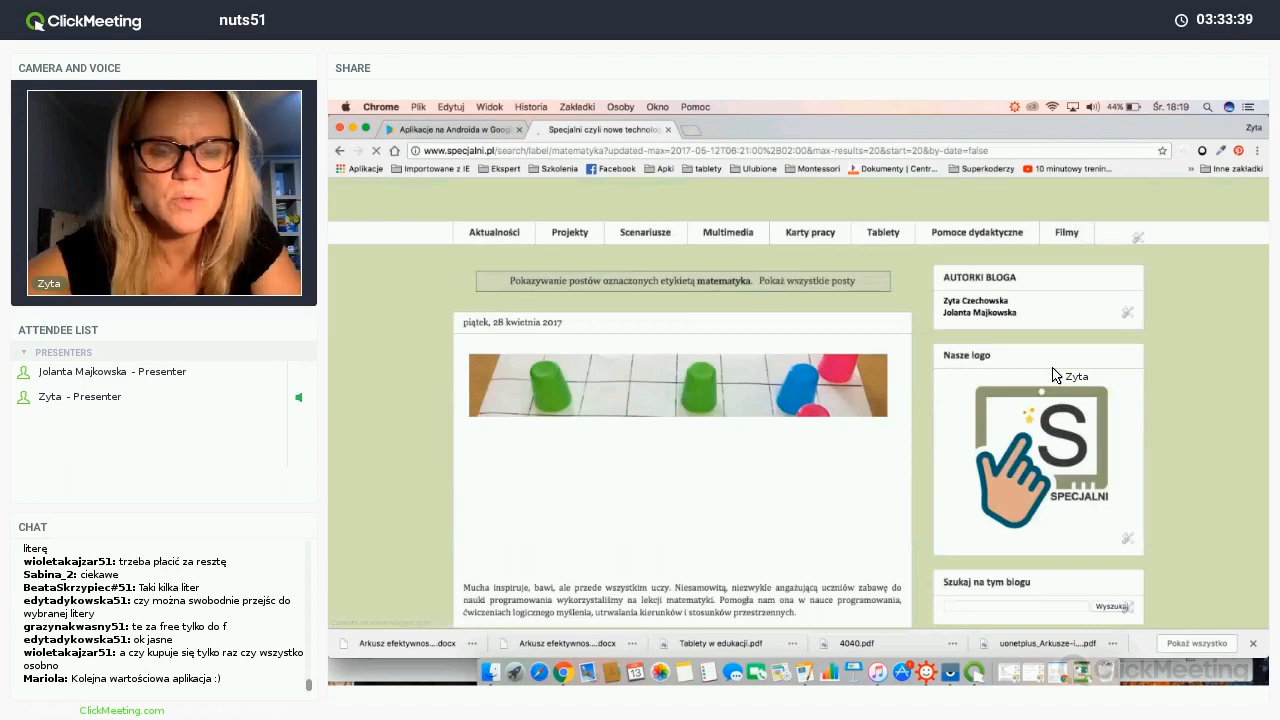 ClickMeeting
nuts51
03:33:39
CAMERA AND VOICE
Zyta
ATTENDEE LIST
PRESENTERS
Jolanta Majkowska - Presenter
Zyta - Presenter
CHAT
literę
wioletakajzar51: trzeba płacić za resztę
Sabina_2: ciekawe
BeataSkrzypiec#51: Taki kilka liter
edytadykowska51: czy można swobodnie przejśc do
wybranej litery
grazynakwasny51: te za free tylko do f
edytadykowska51: ok jasne
wioletakajzar51: a czy kupuje się tylko raz czy wszystko
osobno
Mariola: Kolejna wartościowa aplikacja :)
ClickMeeting.com
SHARE
Chrome Plik Edytuj Widok Historia Zakładki Osoby Okno Pomoc
44% Śr. 18:19
Aplikacje na Androida w Googl
Specjalni czyli nowe technolog
Zyta
www.specjalni.pl/search/label/matematyka?updated-max=2017-05-12T06:21:00%2B02:00&max-results=20&start=20&by-date=false
Aplikacje Importowane z IE Ekspert Szkolenia Facebook Apki tablety Ulubione Montessori Dokumenty | Centr... Superkoderzy 10 minutowy trenin... » Inne zakładki
Aktualności Projekty Scenariusze Multimedia Karty pracy Tablety Pomoce dydaktyczne Filmy
Pokazywanie postów oznaczonych etykietą matematyka. Pokaż wszystkie posty
piątek, 28 kwietnia 2017
Mucha inspiruje, bawi, ale przede wszystkim uczy. Niesamowitą, niezwykle angażującą uczniów zabawę do
nauki programowania wykorzystaliśmy na lekcji matematyki. Pomogła nam ona w nauce programowania,
ćwiczeniach logicznego myślenia, utrwalania kierunków i stosunków przestrzennych.
AUTORKI BLOGA
Zyta Czechowska
Jolanta Majkowska
Nasze logo
Zyta
S
SPECJALNI
Szukaj na tym blogu
Wyszukaj
Arkusz efektywnos....docx
Arkusz efektywnos....docx
Tablety w edukacji.pdf
4040.pdf
uonetplus_Arkusze-i....pdf
Pokaż wszystko
13
ClickMeeting